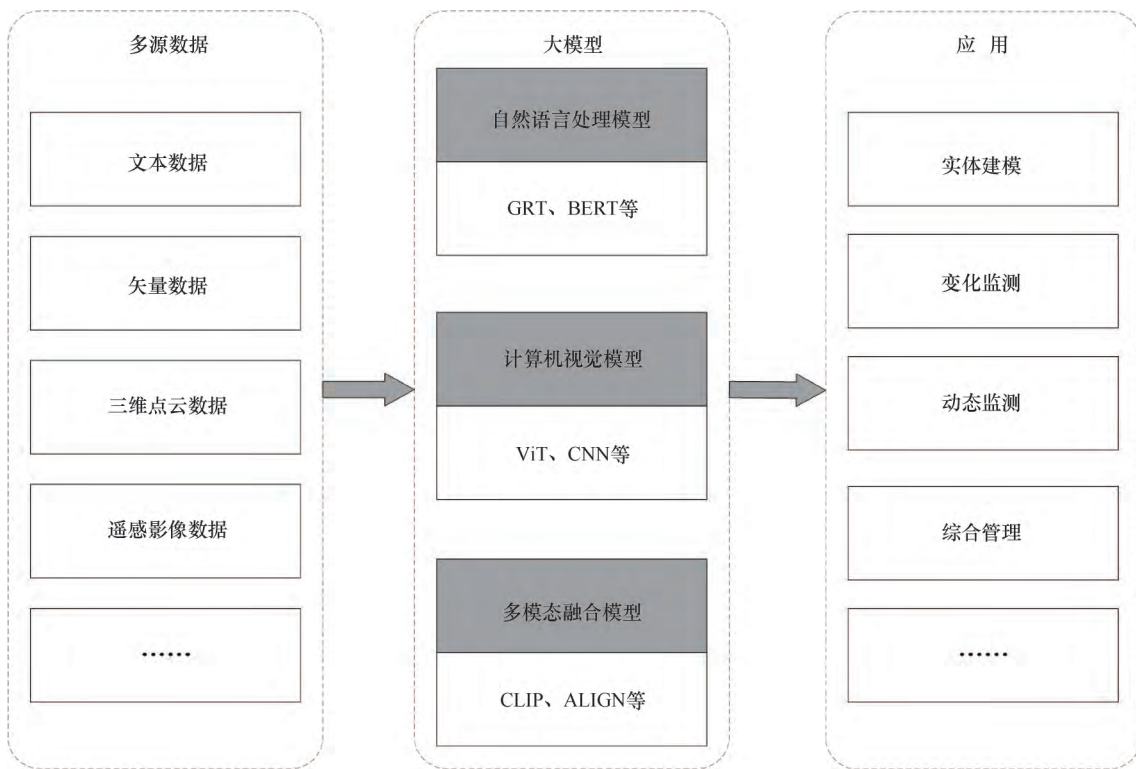 多源数据
文本数据
矢量数据
三维点云数据
遥感影像数据
……
大模型
自然语言处理模型
GRT、BERT等
计算机视觉模型
ViT、CNN等
多模态融合模型
CLIP、ALIGN等
应 用
实体建模
变化监测
动态监测
综合管理
……